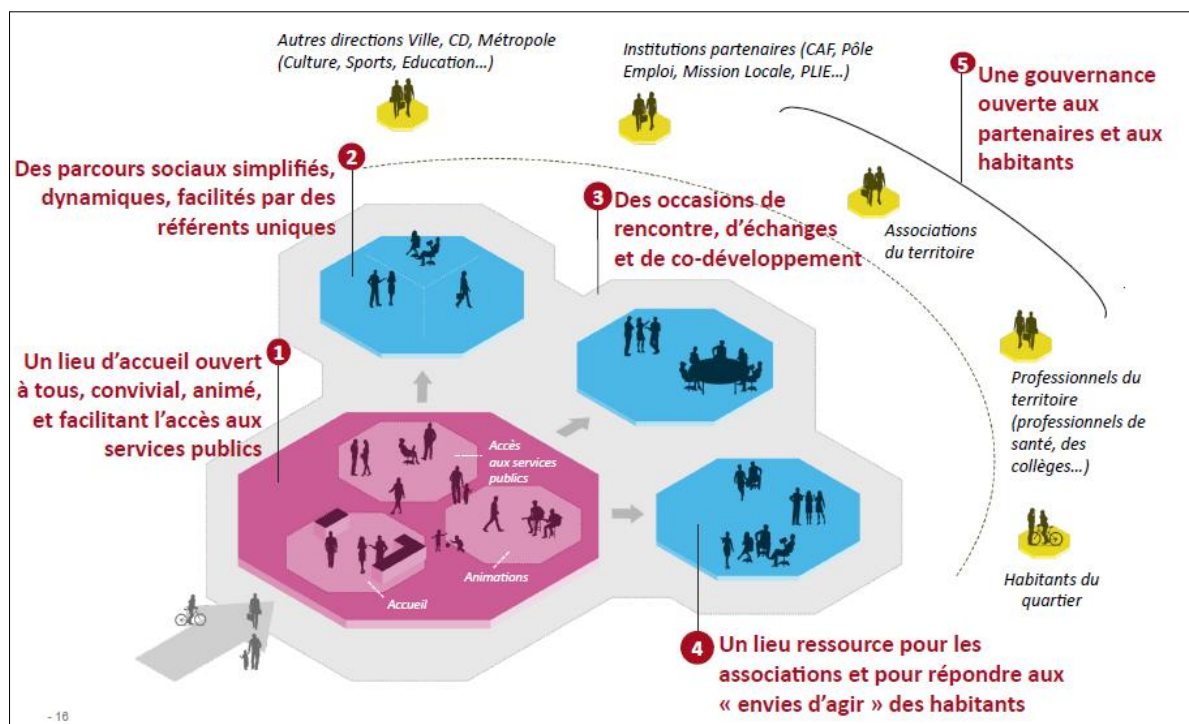 Autres directions Ville, CD, Métropole
(Culture, Sports, Education…)
Institutions partenaires (CAF, Pôle
Emploi, Mission Locale, PLIE…)
5
Une gouvernance
ouverte aux
partenaires et aux
habitants
2
Des parcours sociaux simplifiés,
dynamiques, facilités par des
référents uniques
3
Des occasions de
rencontre, d’échanges
et de co-développement
Associations
du territoire
1
Un lieu d’accueil ouvert
à tous, convivial, animé,
et facilitant l’accès aux
services publics
Accès
aux services
publics
Animations
Accueil
Professionnels du
territoire
(professionnels de
santé, des
collèges…)
Habitants du
quartier
4
Un lieu ressource pour les
associations et pour répondre aux
« envies d’agir » des habitants
- 16